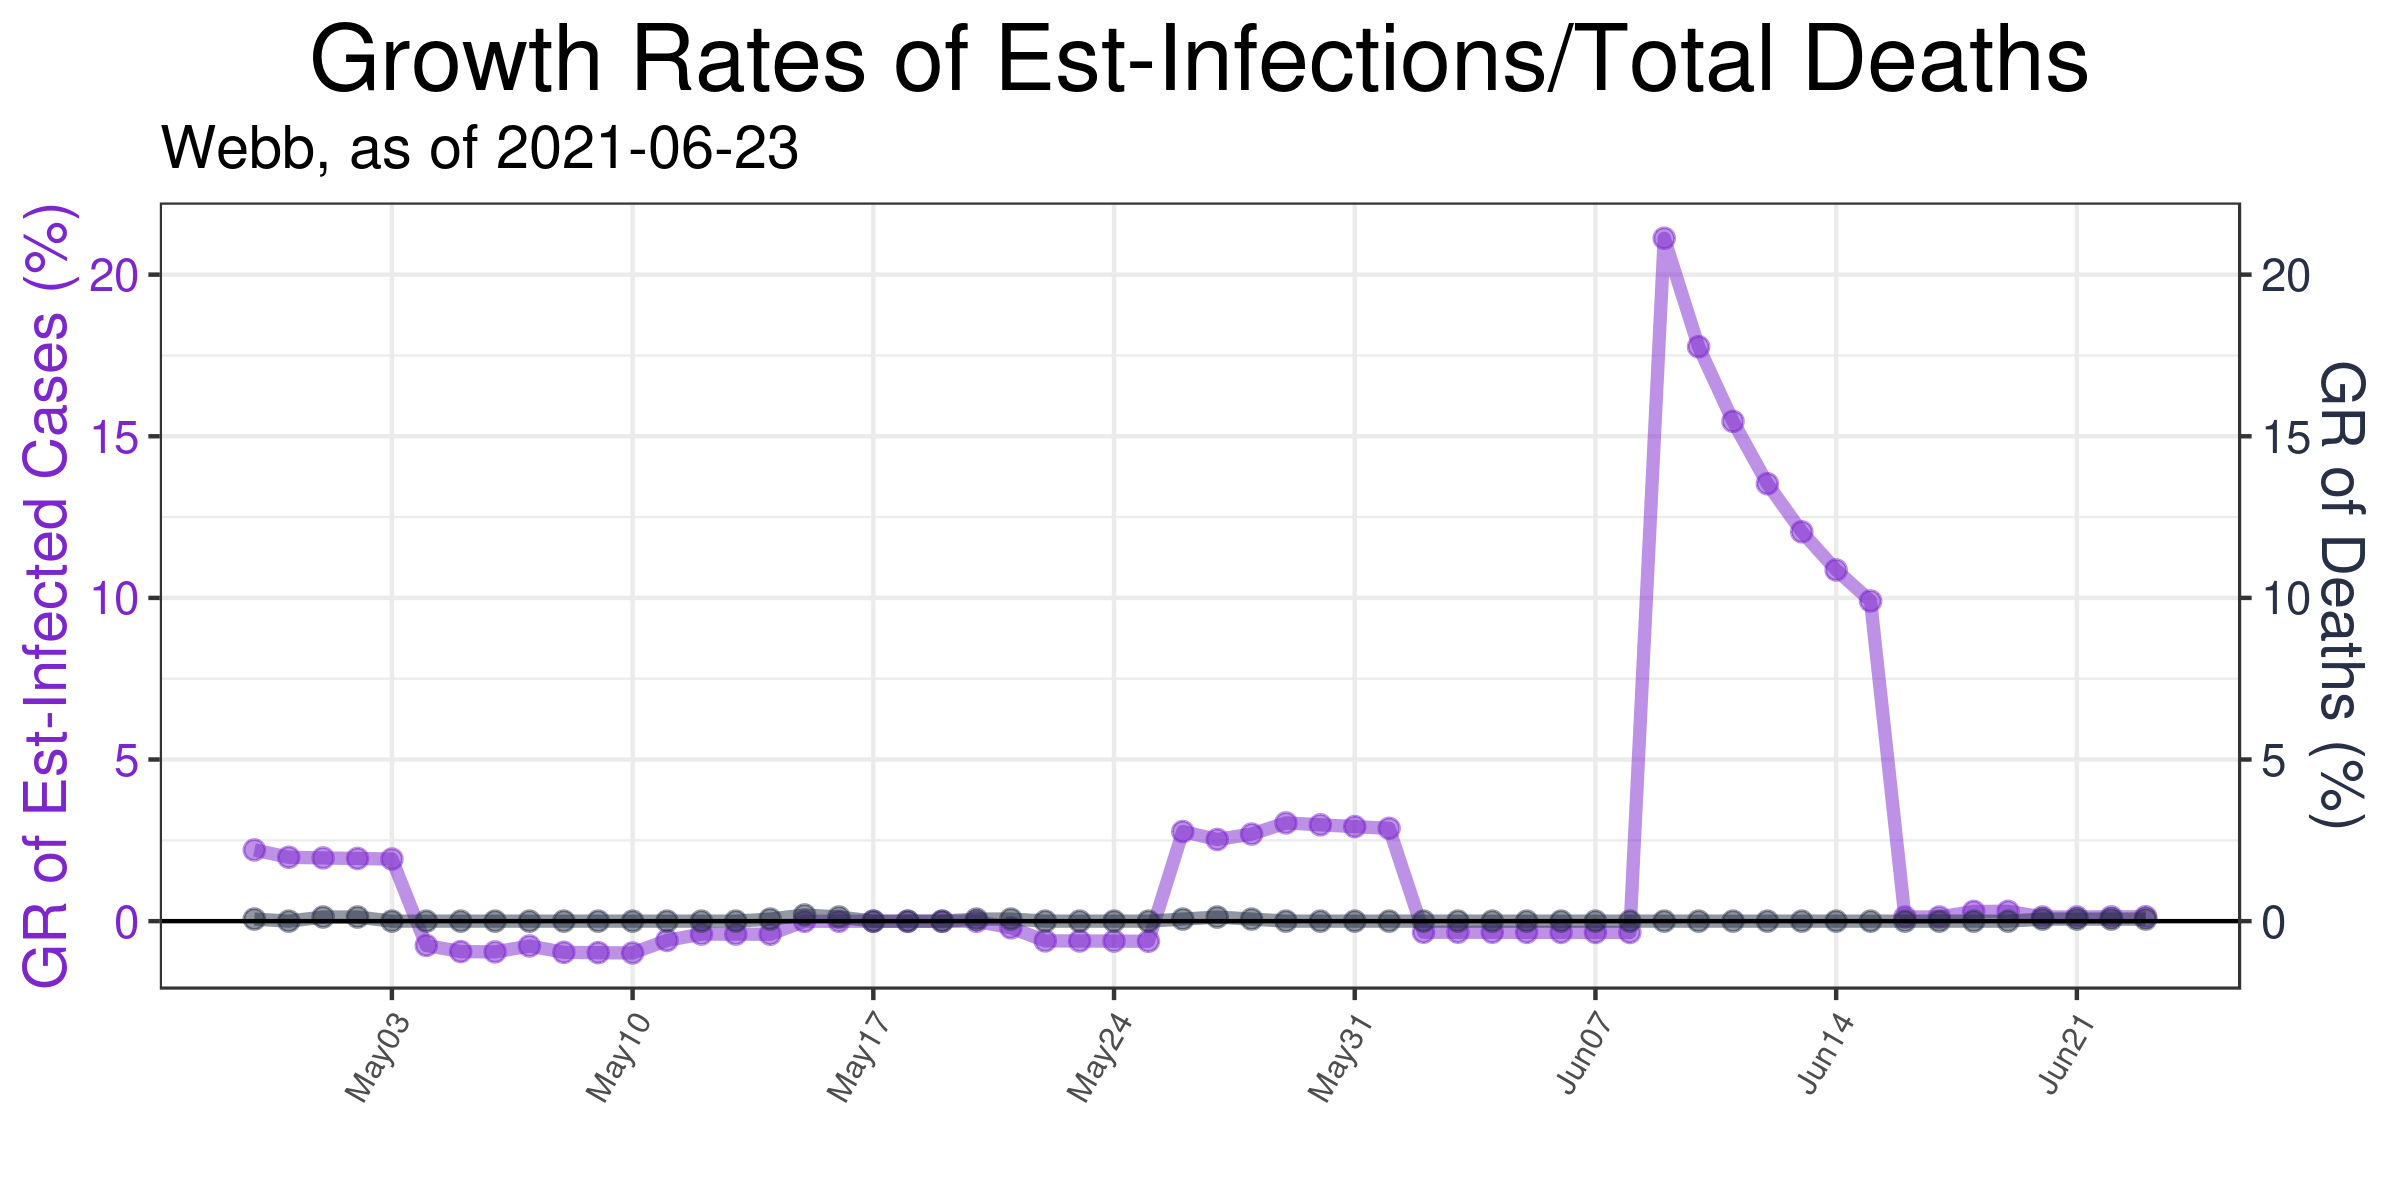 Growth Rates of Est-Infections/Total Deaths
Webb, as of 2021-06-23
GR of Est-Infected Cases (%)
20
15
10
5
0
20
15
10
5
0
GR of Deaths (%)
May03
May10
May17
May24
May31
Jun07
Jun14
Jun21